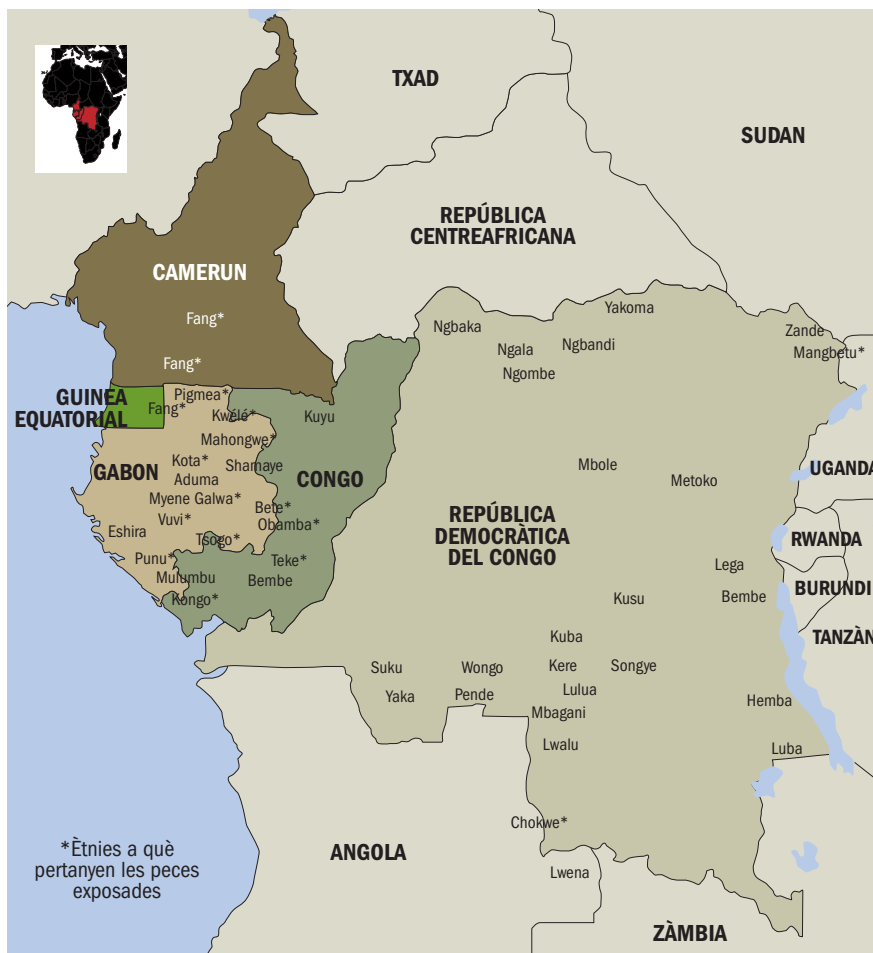 TXAD
SUDAN
REPÚBLICA
CENTREAFRICANA
CAMERUN
Fang*
Fang*
GUINEA
EQUATORIAL
Fang*
Pigmea*
Kwélé*
Mahongwe*
Kota*
Shamaye
GABON
Aduma
Myene Galwa*
Vuvi*
Eshira
Tsogo*
Punu*
Mulumbu
Kongo*
Kuyu
CONGO
Bete*
Obamba*
Teke*
Bembe
Ngbaka
Yakoma
Ngala
Ngbandi
Ngombe
Zande
Mangbetu*
Mbole
Metoko
REPÚBLICA
DEMOCRÀTICA
DEL CONGO
Lega
Bembe
Kusu
Kuba
Suku
Wongo
Kere
Songye
Yaka
Pende
Lulua
Mbagani
Hemba
Lwalu
Luba
Chokwe*
Lwena
UGANDA
RWANDA
BURUNDI
TANZÀN
ANGOLA
ZÀMBIA
*Ètnies a què
pertanyen les peces
exposades